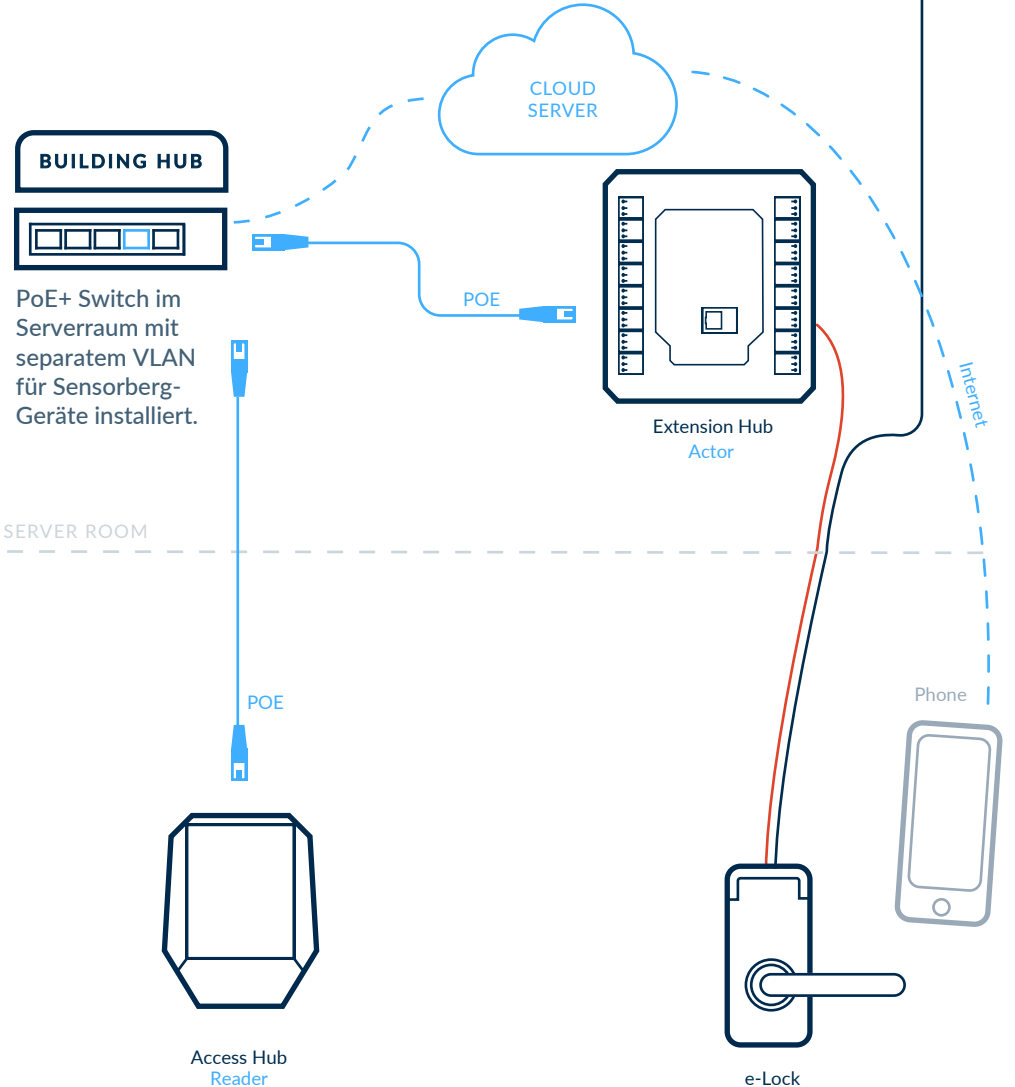 CLOUD
SERVER
BUILDING HUB
PoE+ Switch im
Serverraum mit
separatem VLAN
für Sensorberg-
Geräte installiert.
POE
Internet
Extension Hub
Actor
SERVER ROOM
POE
Phone
Access Hub
Reader
e-Lock